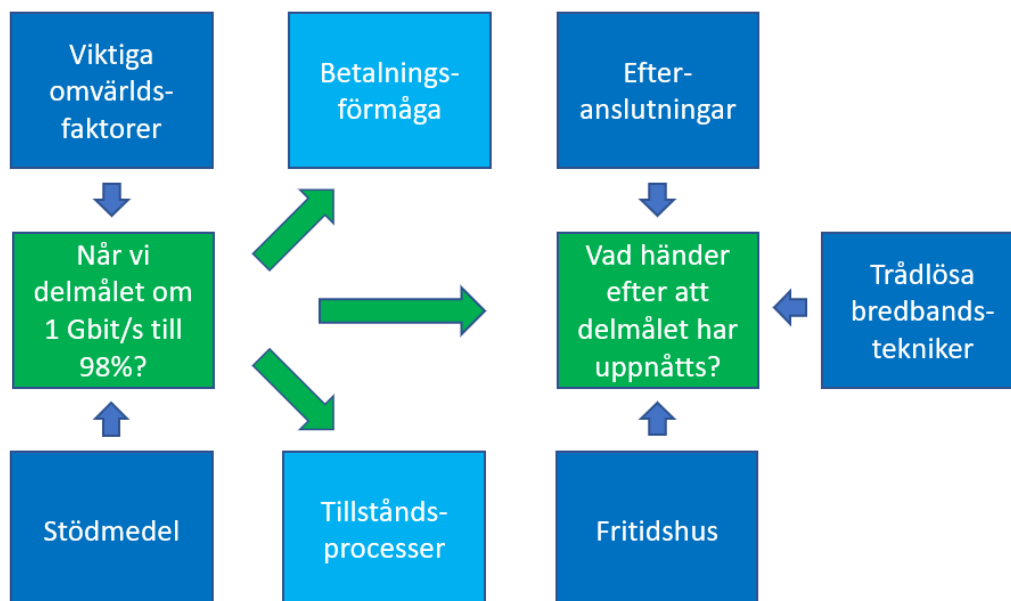 Viktiga
omvärlds-
faktorer
Betalnings-
förmåga
Efter-
anslutningar
Når vi
delmålet om
1 Gbit/s till
98%?
Vad händer
efter att
delmålet har
uppnåtts?
Trådlösa
bredbands-
tekniker
Stödmedel
Tillstånds-
processer
Fritidshus